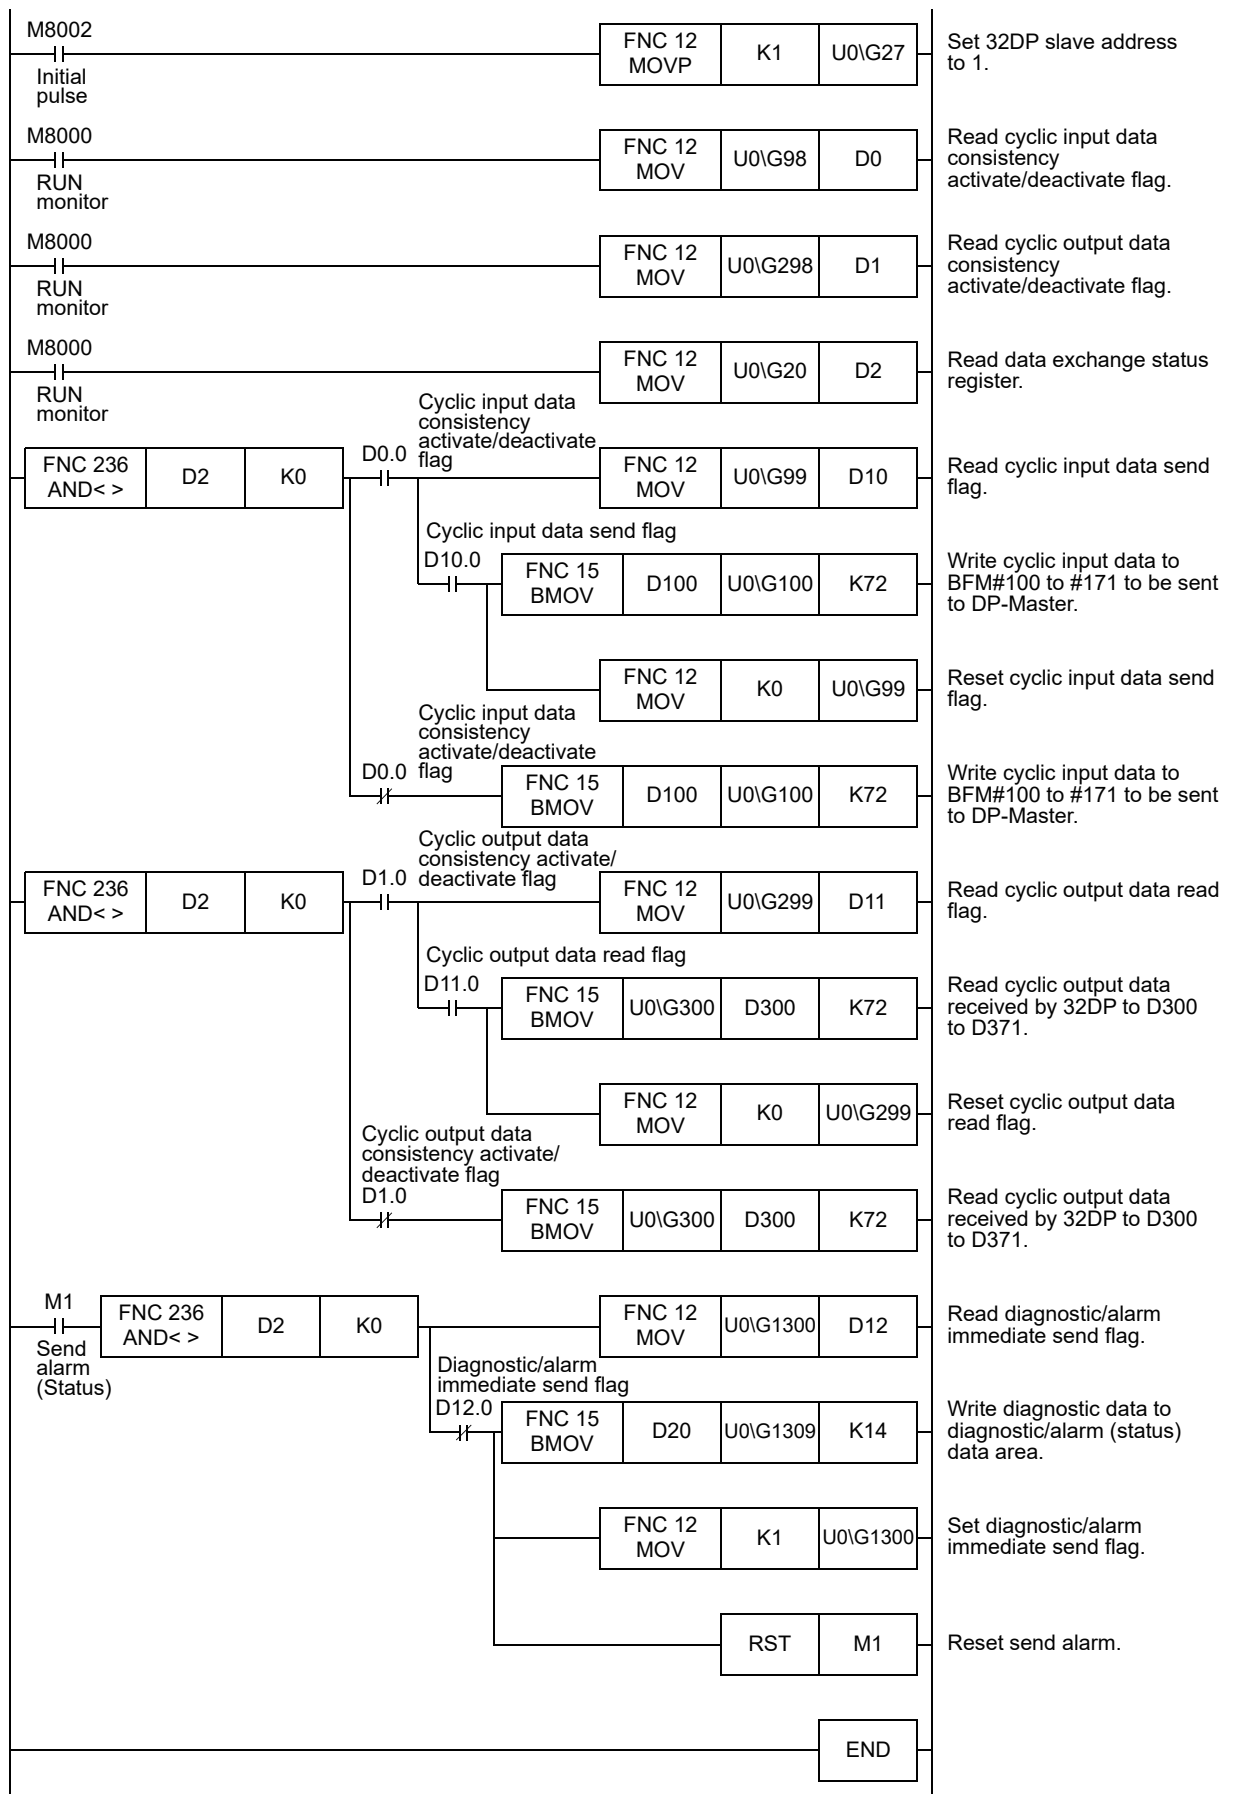 M8002
Initial
pulse
FNC 12
MOVP
K1
U0\G27
Set 32DP slave address
to 1.
M8000
RUN
monitor
FNC 12
MOV
U0\G98
D0
Read cyclic input data
consistency
activate/deactivate flag.
M8000
RUN
monitor
FNC 12
MOV
U0\G298
D1
Read cyclic output data
consistency
activate/deactivate flag.
M8000
RUN
monitor
FNC 12
MOV
U0\G20
D2
Read data exchange status
register.
FNC 236
AND< >
D2
K0
D0.0
Cyclic input data
consistency
activate/deactivate
flag
FNC 12
MOV
U0\G99
D10
Read cyclic input data send
flag.
Cyclic input data send flag
D10.0
FNC 15
BMOV
D100
U0\G100
K72
Write cyclic input data to
BFM#100 to #171 to be sent
to DP-Master.
FNC 12
MOV
K0
U0\G99
Reset cyclic input data send
flag.
Cyclic input data
consistency
activate/deactivate
flag
D0.0
FNC 15
BMOV
D100
U0\G100
K72
Write cyclic input data to
BFM#100 to #171 to be sent
to DP-Master.
FNC 236
AND< >
D2
K0
D1.0
Cyclic output data
consistency activate/
deactivate flag
FNC 12
MOV
U0\G299
D11
Read cyclic output data read
flag.
Cyclic output data read flag
D11.0
FNC 15
BMOV
U0\G300
D300
K72
Read cyclic output data
received by 32DP to D300
to D371.
FNC 12
MOV
K0
U0\G299
Reset cyclic output data
read flag.
Cyclic output data
consistency activate/
deactivate flag
D1.0
FNC 15
BMOV
U0\G300
D300
K72
Read cyclic output data
received by 32DP to D300
to D371.
M1
Send
alarm
(Status)
FNC 236
AND< >
D2
K0
FNC 12
MOV
U0\G1300
D12
Read diagnostic/alarm
immediate send flag.
Diagnostic/alarm
immediate send flag
D12.0
FNC 15
BMOV
D20
U0\G1309
K14
Write diagnostic data to
diagnostic/alarm (status)
data area.
FNC 12
MOV
K1
U0\G1300
Set diagnostic/alarm
immediate send flag.
RST
M1
Reset send alarm.
END